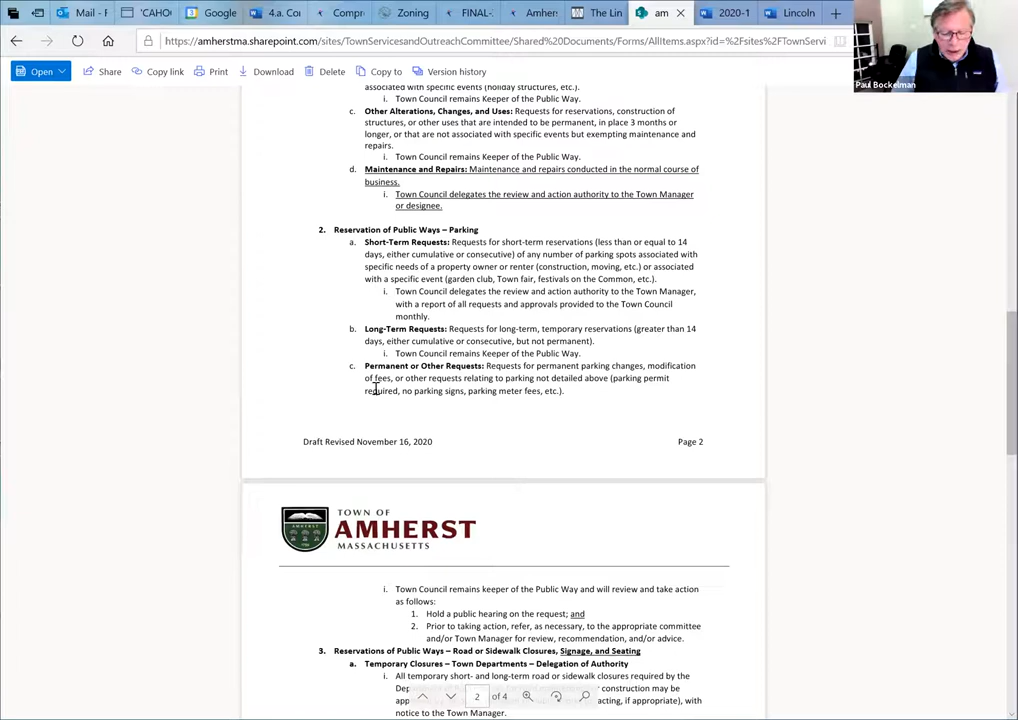 Mail - F
'CAHO
Google
4.a. Co
Compr
Zoning
FINAL-
Amher
The Lin
am
2020-1
Lincoln
https://amherstma.sharepoint.com/sites/TownServicesandOutreachCommittee/Shared%20Documents/Forms/AllItems.aspx?id=%2Fsites%2FTownServi
Open
Share
Copy link
Print
Download
Delete
Copy to
Version history
Paul Bockelman
associated with specific events (holiday structures, etc.).
i. Town Council remains Keeper of the Public Way.
c. Other Alterations, Changes, and Uses: Requests for reservations, construction of
structures, or other uses that are intended to be permanent, in place 3 months or
longer, or that are not associated with specific events but exempting maintenance and
repairs.
i. Town Council remains Keeper of the Public Way.
d. Maintenance and Repairs: Maintenance and repairs conducted in the normal course of
business.
i. Town Council delegates the review and action authority to the Town Manager
or designee.
2. Reservation of Public Ways – Parking
a. Short-Term Requests: Requests for short-term reservations (less than or equal to 14
days, either cumulative or consecutive) of any number of parking spots associated with
specific needs of a property owner or renter (construction, moving, etc.) or associated
with a specific event (garden club, Town fair, festivals on the Common, etc.).
i. Town Council delegates the review and action authority to the Town Manager,
with a report of all requests and approvals provided to the Town Council
monthly.
b. Long-Term Requests: Requests for long-term, temporary reservations (greater than 14
days, either cumulative or consecutive, but not permanent).
i. Town Council remains Keeper of the Public Way.
c. Permanent or Other Requests: Requests for permanent parking changes, modification
of fees, or other requests relating to parking not detailed above (parking permit
required, no parking signs, parking meter fees, etc.).
Draft Revised November 16, 2020
Page 2
TOWN OF
AMHERST
MASSACHUSETTS
i. Town Council remains keeper of the Public Way and will review and take action
as follows:
1. Hold a public hearing on the request; and
2. Prior to taking action, refer, as necessary, to the appropriate committee
and/or Town Manager for review, recommendation, and/or advice.
3. Reservations of Public Ways – Road or Sidewalk Closures, Signage, and Seating
a. Temporary Closures – Town Departments – Delegation of Authority
i. All temporary short- and long-term road or sidewalk closures required by the
construction may be
2 of 4
acting, if appropriate), with
notice to the Town Manager.